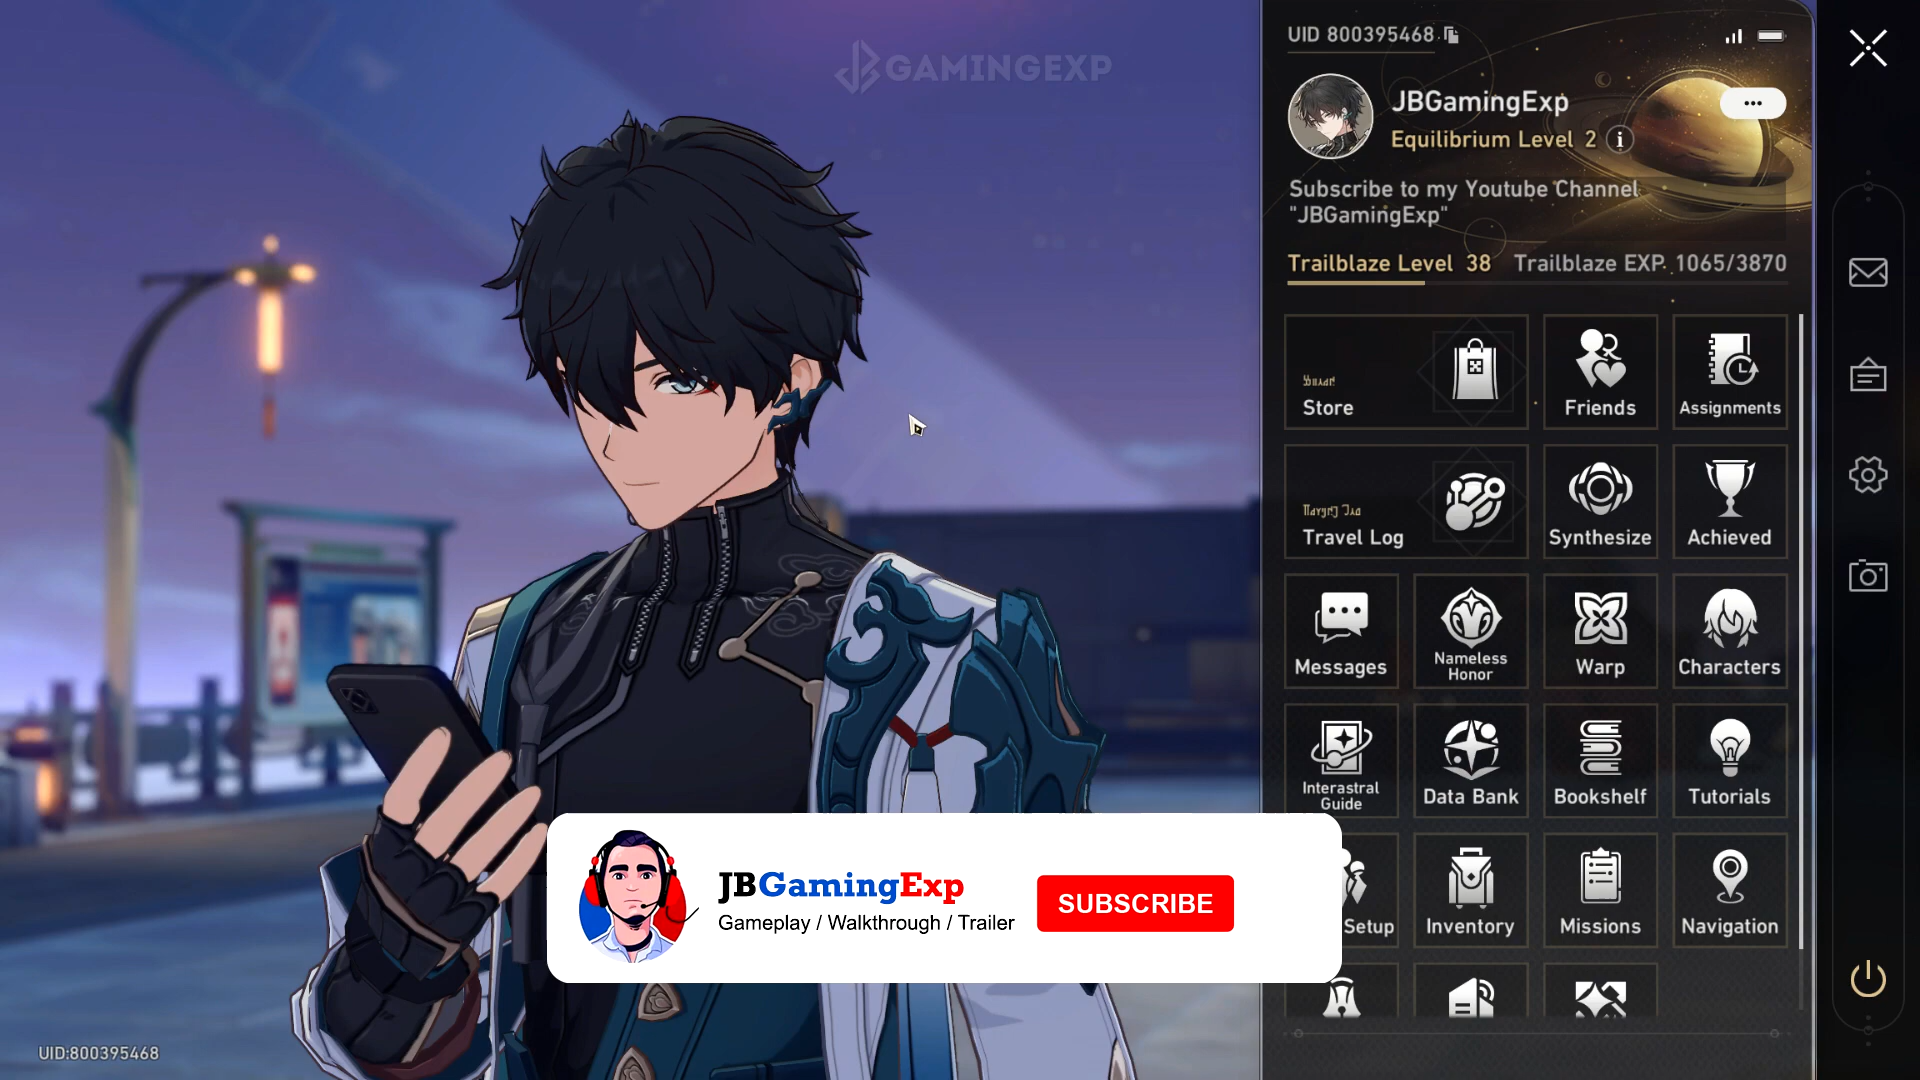 GAMINGEXP
UID 800395468
JBGamingExp
Equilibrium Level 2
Subscribe to my Youtube Channel
"JBGamingExp"
Trailblaze Level 38 Trailblaze EXP. 1065/3870
Store
Friends
Assignments
Travel Log
Synthesize
Achieved
Messages
Nameless
Honor
Warp
Characters
Interastral
Guide
Data Bank
Bookshelf
Tutorials
Setup
Inventory
Missions
Navigation
JBGamingExp
Gameplay / Walkthrough / Trailer
SUBSCRIBE
UID:800395468